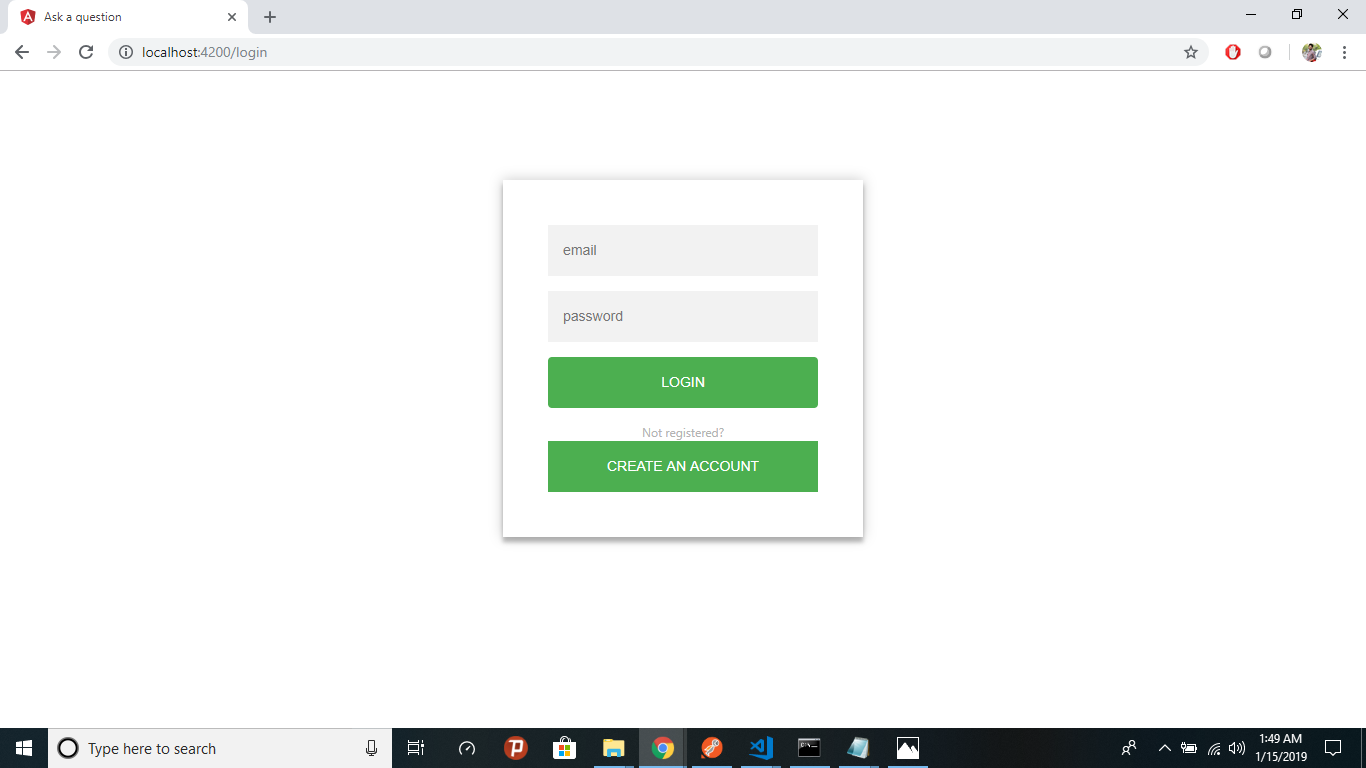 Ask a question
localhost:4200/login
email
password
LOGIN
Not registered?
CREATE AN ACCOUNT
Type here to search
1:49 AM
1/15/2019